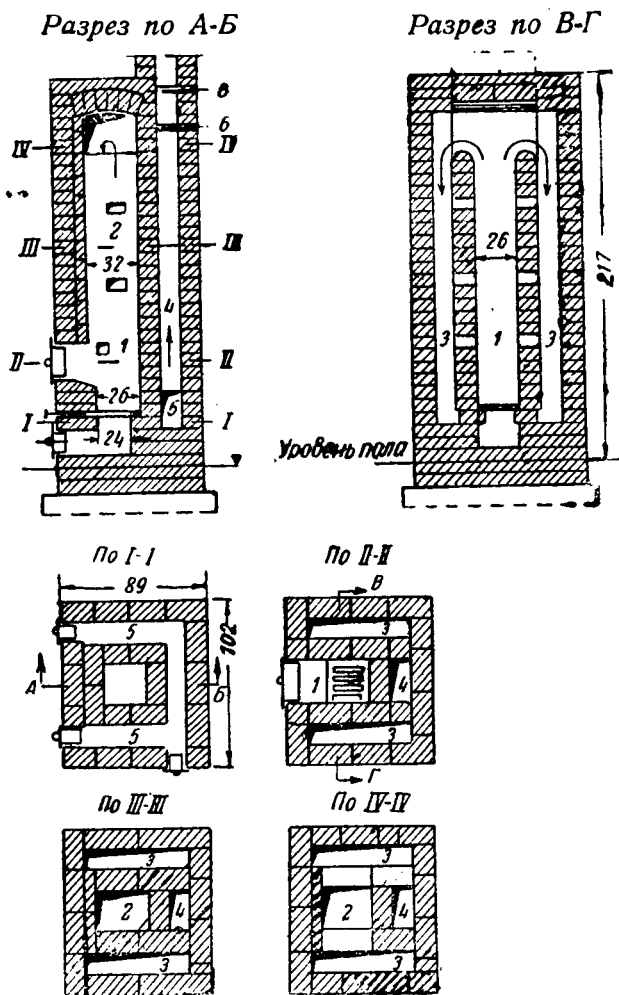 Разрез по А-Б
Разрез по В-Г
в
б
IV
IV
2
III
III
32
4
1
II
II
26
5
I
I
24
26
217
3
1
3
Уровень пола
По I-I
По II-II
89
В
5
3
102
А
Б
1
4
5
3
Г
По III-III
По IV-IV
3
3
2
4
2
4
3
3